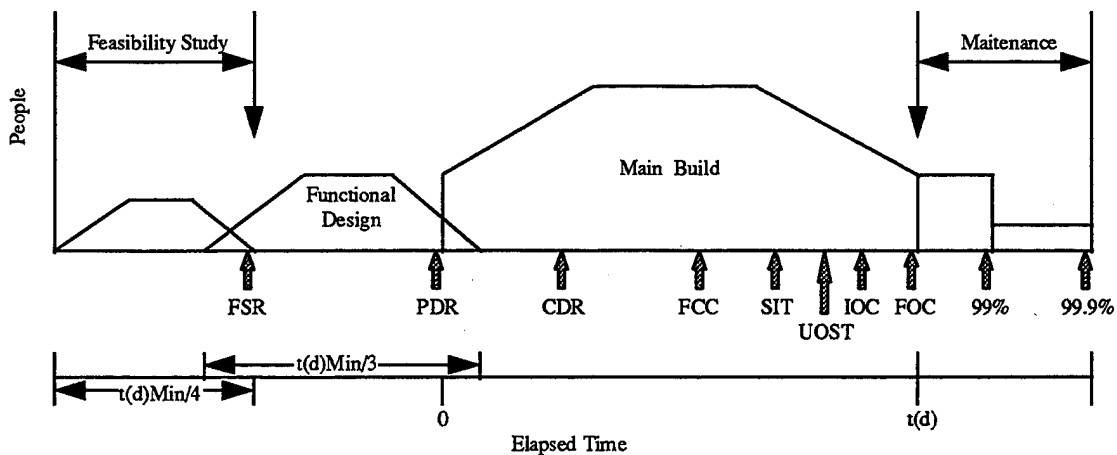 Feasibility Study
Maitenance
People
Main Build
Functional
Design
FSR
PDR
CDR
FCC
SIT
UOST
IOC
FOC
99%
99.9%
t(d)Min/3
t(d)Min/4
0
t(d)
Elapsed Time